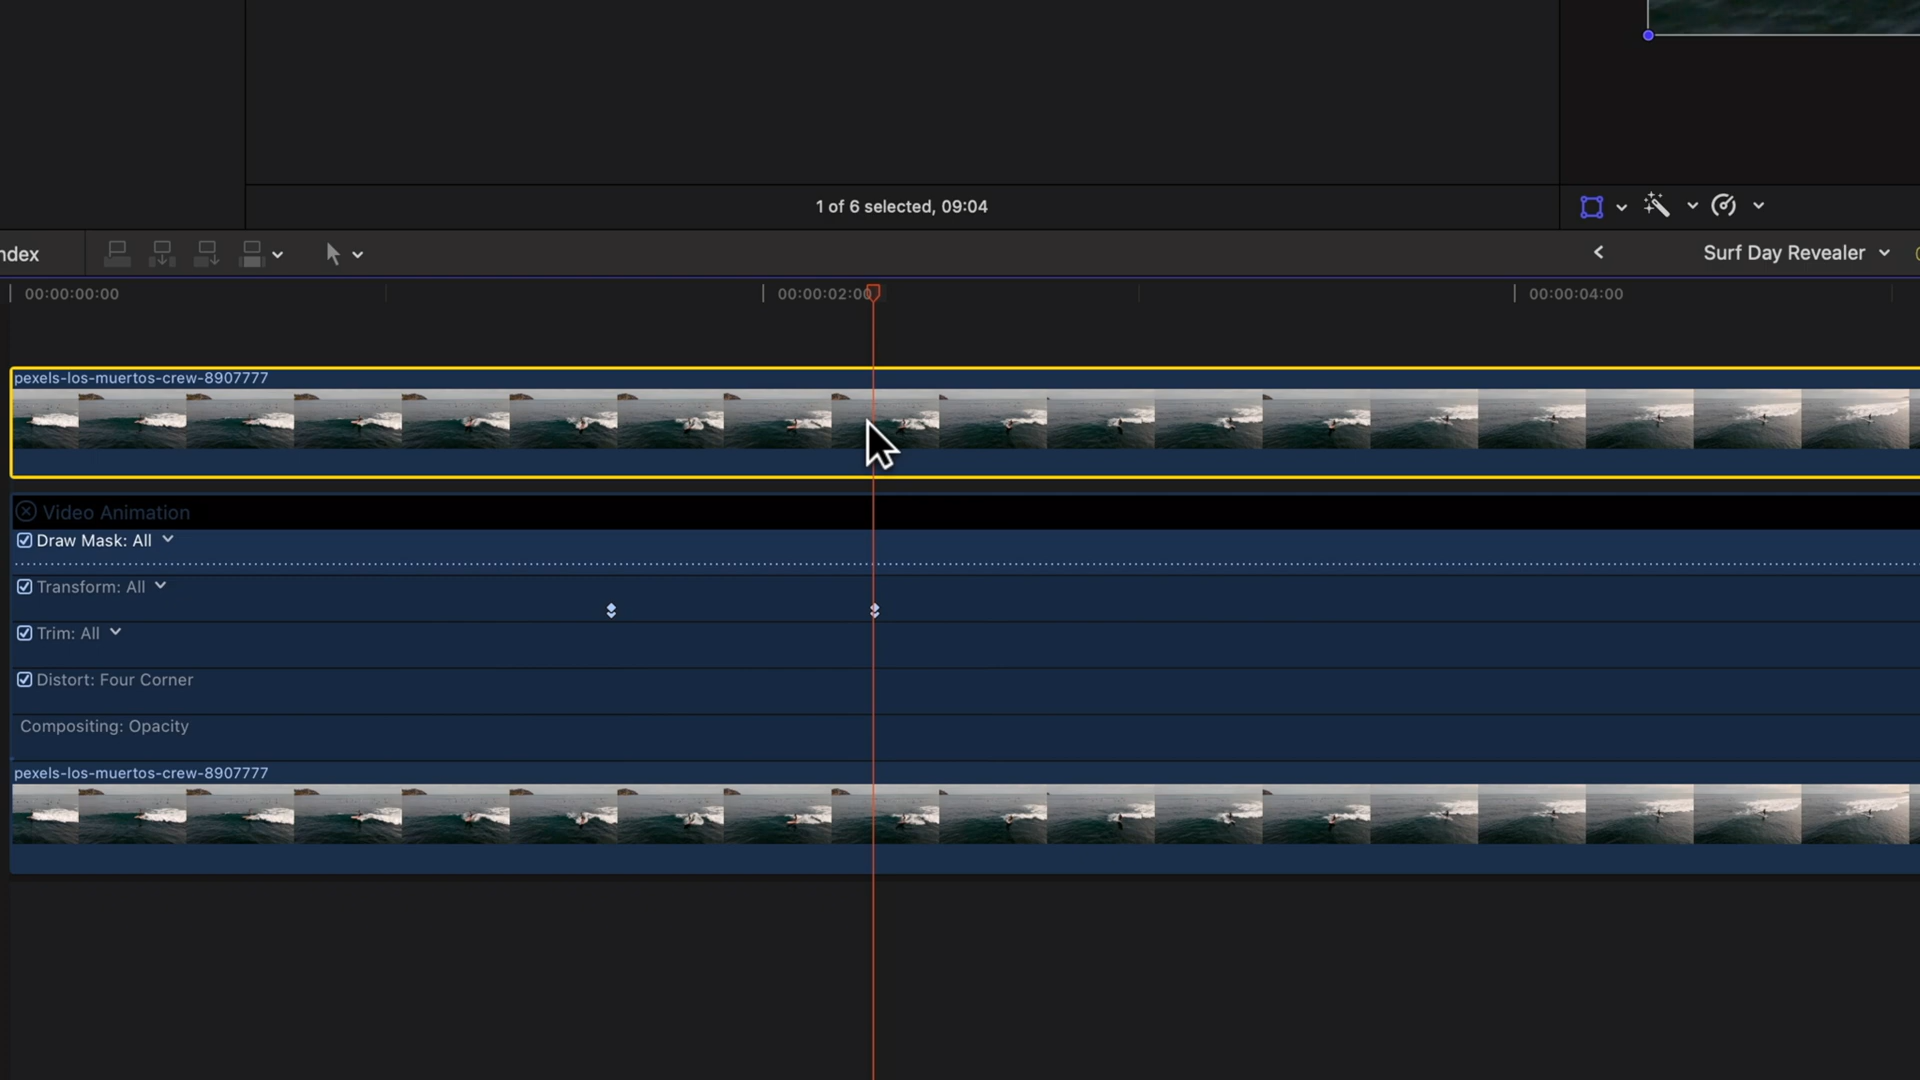 1 of 6 selected, 09:04
ndex
Surf Day Revealer
00:00:00:00
00:00:02:00
00:00:04:00
pexels-los-muertos-crew-8907777
Video Animation
Draw Mask: All
Transform: All
Trim: All
Distort: Four Corner
Compositing: Opacity
pexels-los-muertos-crew-8907777